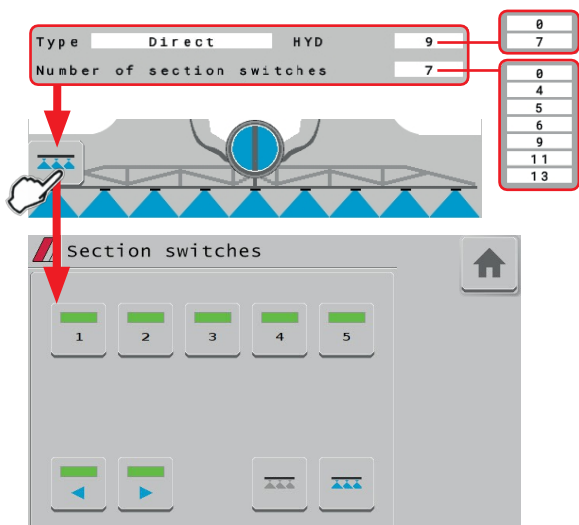 Type Direct HYD 9
Number of section switches 7
0
7
0
4
5
6
9
11
13
Section switches
1 2 3 4 5